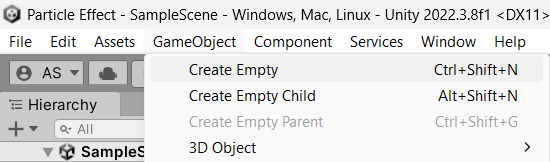 Particle Effect - SampleScene - Windows, Mac, Linux - Unity 2022.3.8f1 <DX11>
File Edit Assets GameObject Component Services Window Help
AS
Create Empty Ctrl+Shift+N
Hierarchy
Create Empty Child Alt+Shift+N
All
Create Empty Parent Ctrl+Shift+G
SampleS
3D Object